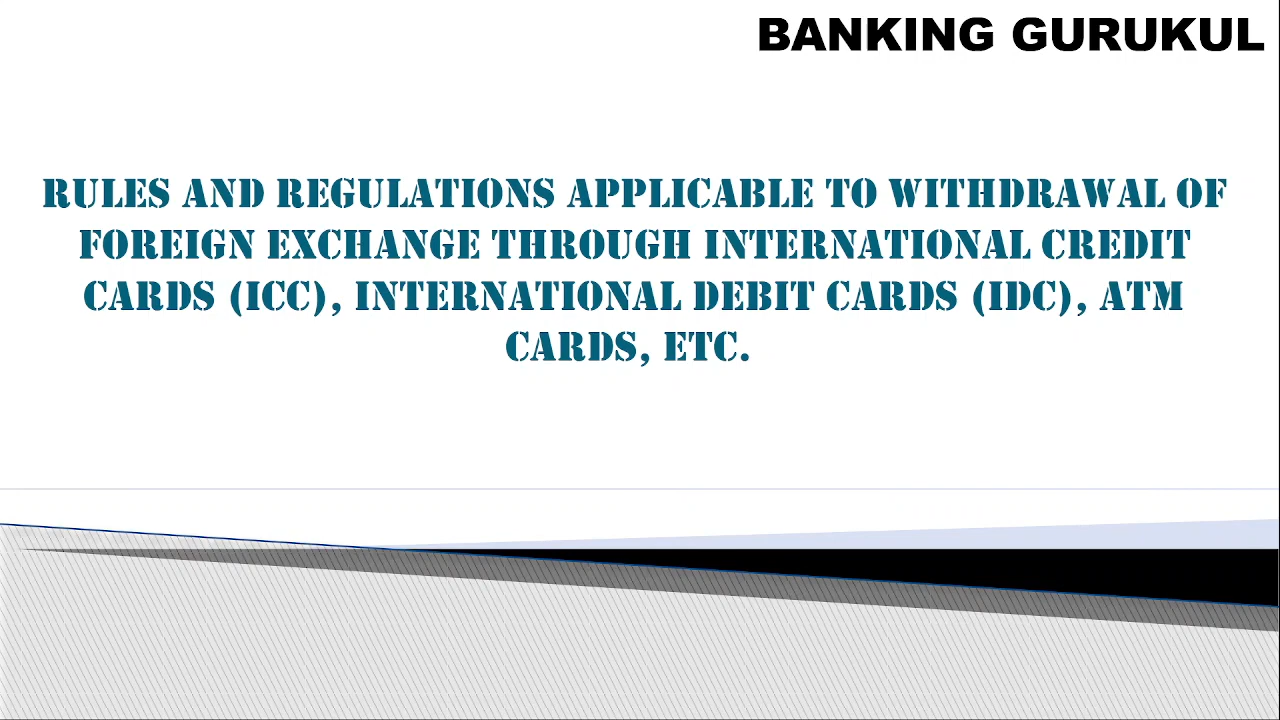 BANKING GURUKUL
RULES AND REGULATIONS APPLICABLE TO WITHDRAWAL OF
FOREIGN EXCHANGE THROUGH INTERNATIONAL CREDIT
CARDS (ICC), INTERNATIONAL DEBIT CARDS (IDC), ATM
CARDS, ETC.